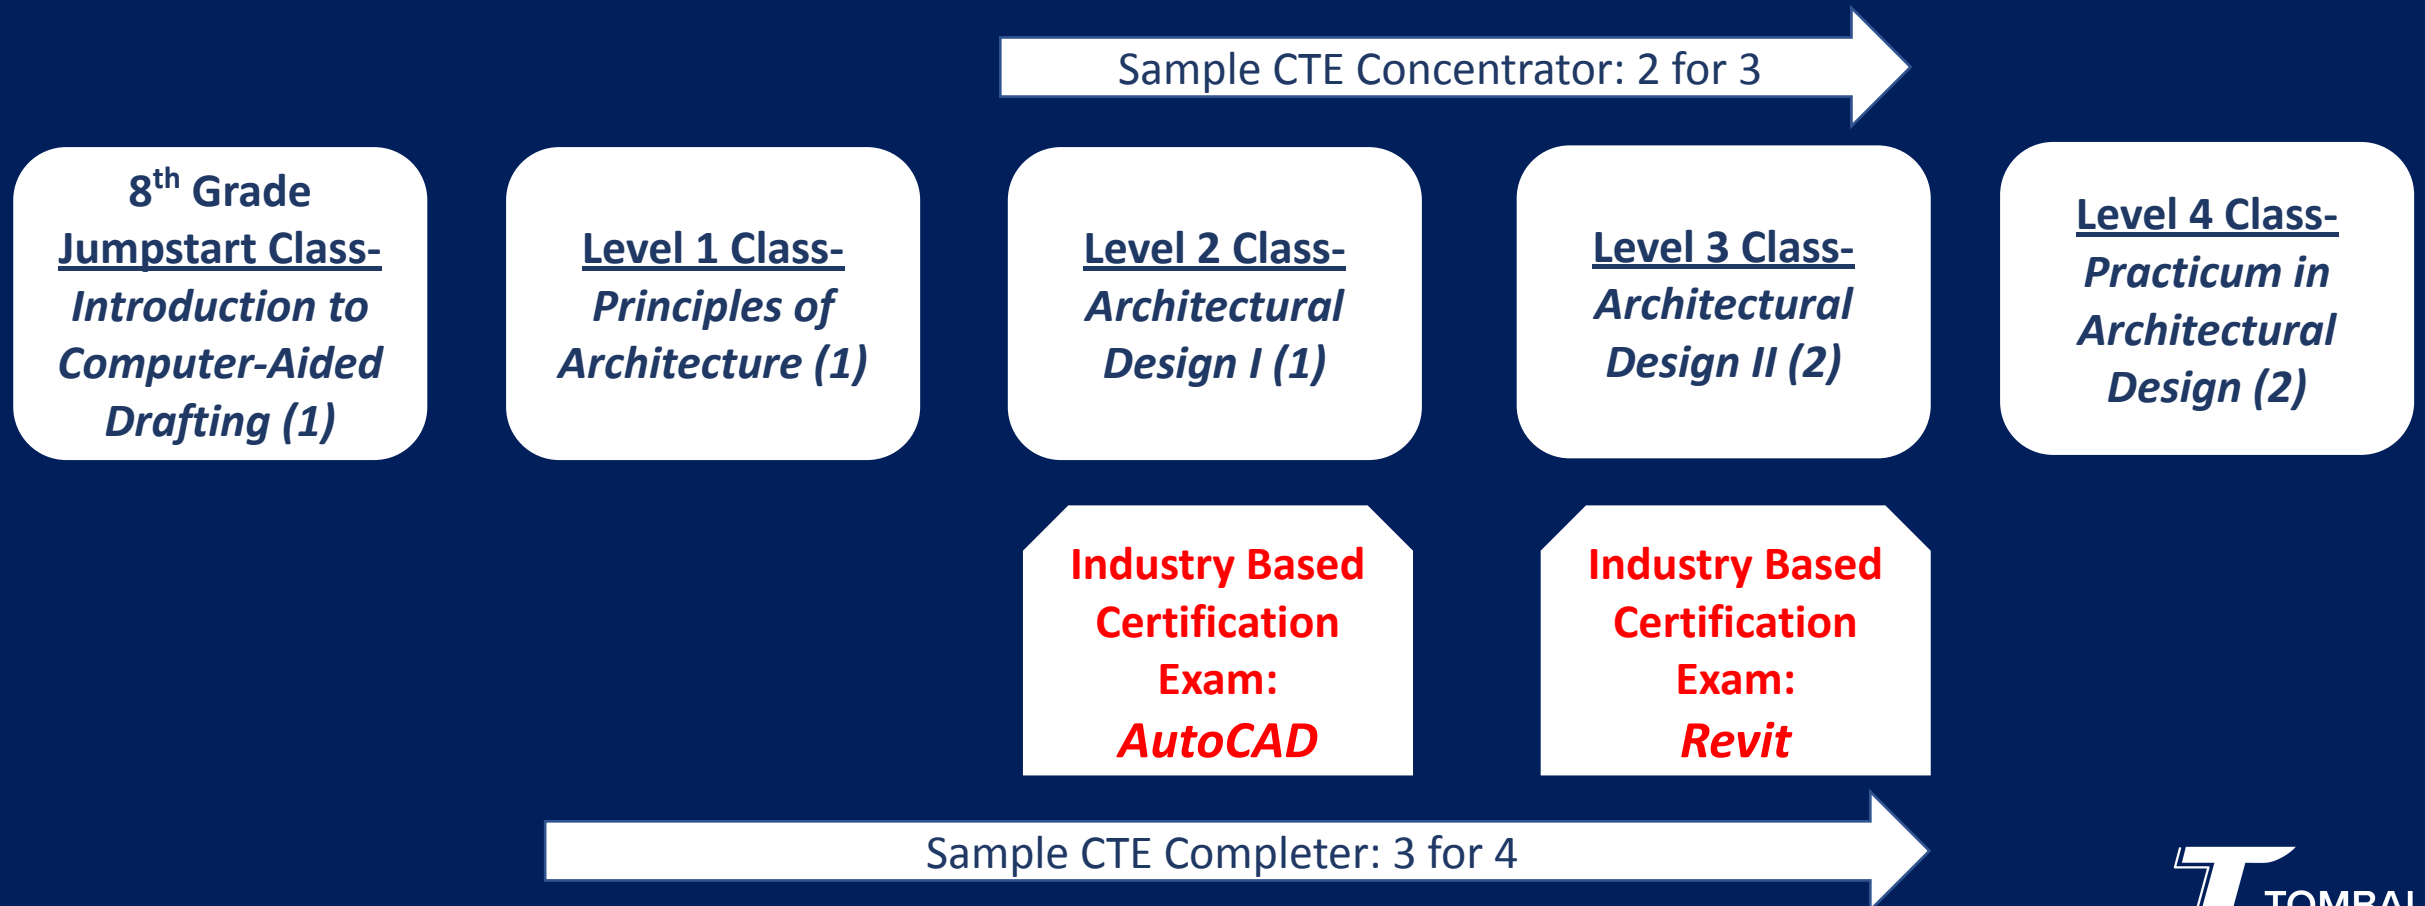 Sample CTE Concentrator: 2 for 3
8th Grade
Jumpstart Class-
Introduction to
Computer-Aided
Drafting (1)
Level 1 Class-
Principles of
Architecture (1)
Level 2 Class-
Architectural
Design I (1)
Level 3 Class-
Architectural
Design II (2)
Level 4 Class-
Practicum in
Architectural
Design (2)
Industry Based
Certification
Exam:
AutoCAD
Industry Based
Certification
Exam:
Revit
Sample CTE Completer: 3 for 4